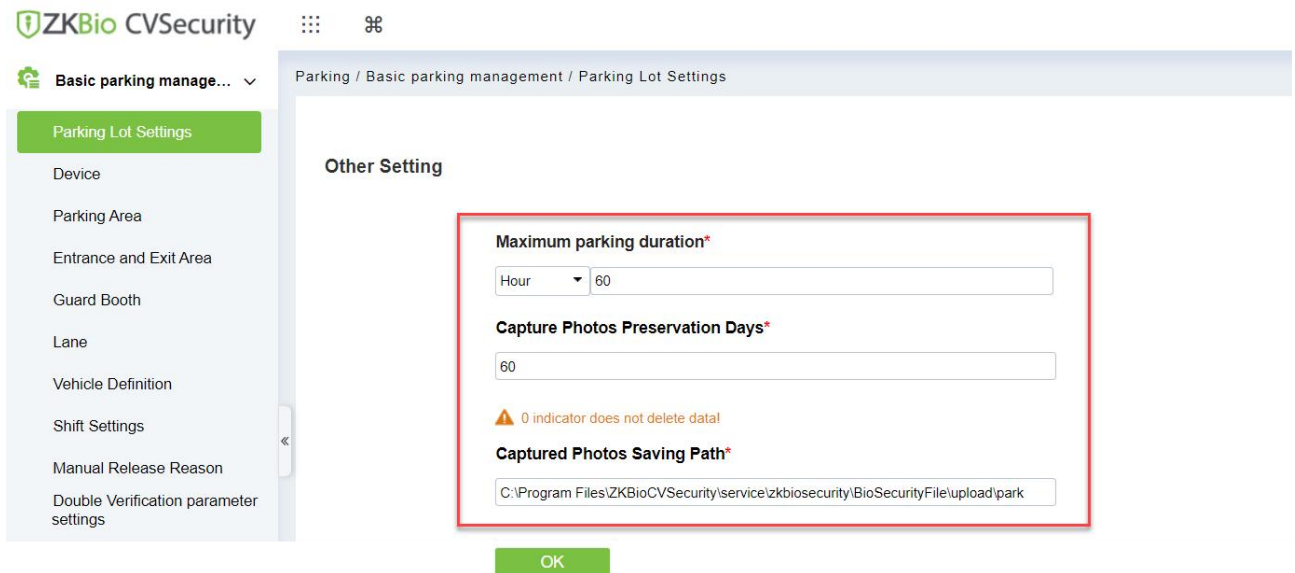 ZKBio CVSecurity
Basic parking manage...
Parking / Basic parking management / Parking Lot Settings
Parking Lot Settings
Device
Parking Area
Entrance and Exit Area
Guard Booth
Lane
Vehicle Definition
Shift Settings
Manual Release Reason
Double Verification parameter
settings
Other Setting
Maximum parking duration*
Hour 60
Capture Photos Preservation Days*
60
0 indicator does not delete data!
Captured Photos Saving Path*
C:\Program Files\ZKBioCVSecurity\service\zkbiosecurity\BioSecurityFile\upload\park
OK